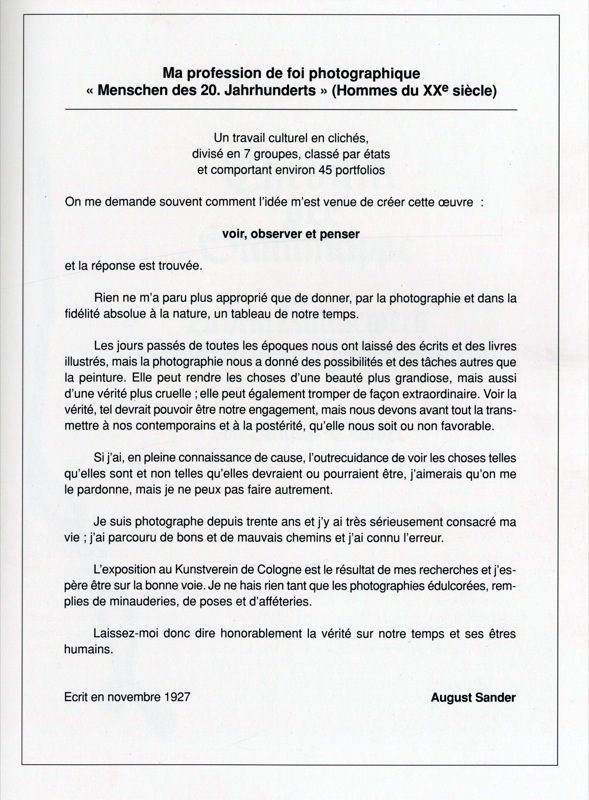 Ma profession de foi photographique
« Menschen des 20. Jahrhunderts » (Hommes du XXe siècle)
Un travail culturel en clichés,
divisé en 7 groupes, classé par états
et comportant environ 45 portfolios
On me demande souvent comment l’idée m’est venue de créer cette œuvre :
voir, observer et penser
et la réponse est trouvée.
Rien ne m’a paru plus approprié que de donner, par la photographie et dans la
fidélité absolue à la nature, un tableau de notre temps.
Les jours passés de toutes les époques nous ont laissé des écrits et des livres
illustrés, mais la photographie nous a donné des possibilités et des tâches autres que
la peinture. Elle peut rendre les choses d’une beauté plus grandiose, mais aussi
d’une vérité plus cruelle ; elle peut également tromper de façon extraordinaire. Voir la
vérité, tel devrait pouvoir être notre engagement, mais nous devons avant tout la trans-
mettre à nos contemporains et à la postérité, qu’elle nous soit ou non favorable.
Si j’ai, en pleine connaissance de cause, l’outrecuidance de voir les choses telles
qu’elles sont et non telles qu’elles devraient ou pourraient être, j’aimerais qu’on me
le pardonne, mais je ne peux pas faire autrement.
Je suis photographe depuis trente ans et j’y ai très sérieusement consacré ma
vie ; j’ai parcouru de bons et de mauvais chemins et j’ai connu l’erreur.
L’exposition au Kunstverein de Cologne est le résultat de mes recherches et j’es-
père être sur la bonne voie. Je ne hais rien tant que les photographies édulcorées, rem-
plies de minauderies, de poses et d’afféteries.
Laissez-moi donc dire honorablement la vérité sur notre temps et ses êtres
humains.
Ecrit en novembre 1927 August Sander